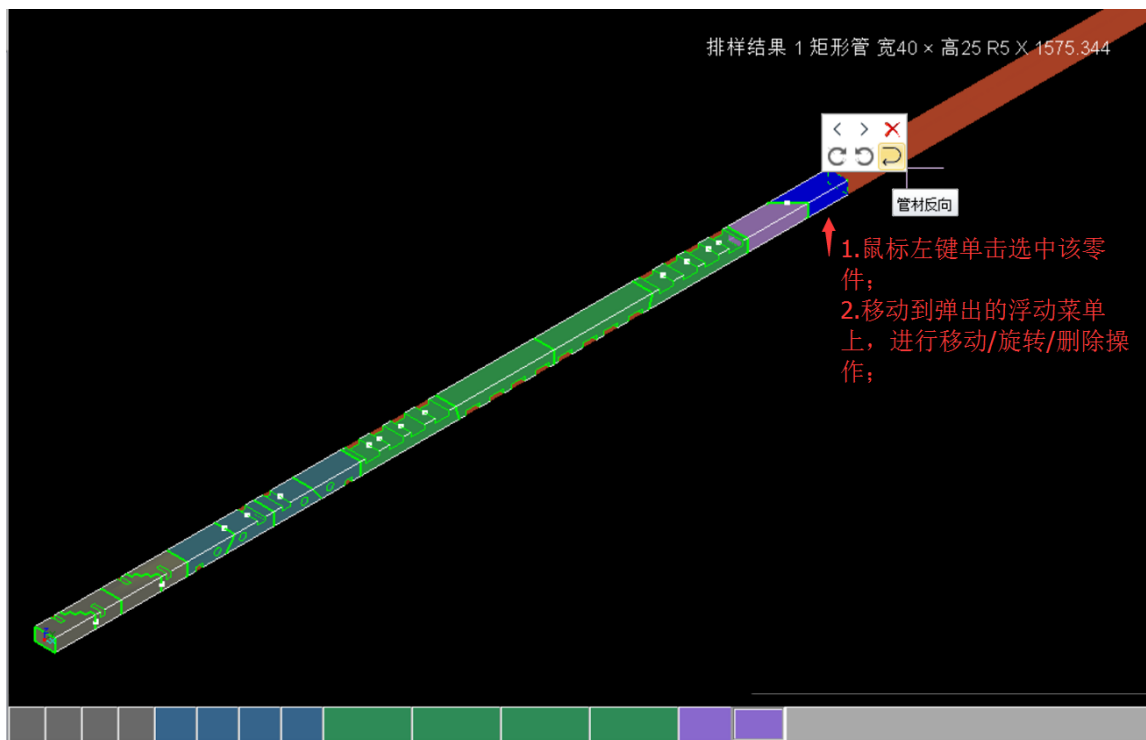 排样结果 1 矩形管 宽40 × 高25 R5 X 1575.344
管材反向
1.鼠标左键单击选中该零
件；
2.移动到弹出的浮动菜单
上，进行移动/旋转/删除操
作；